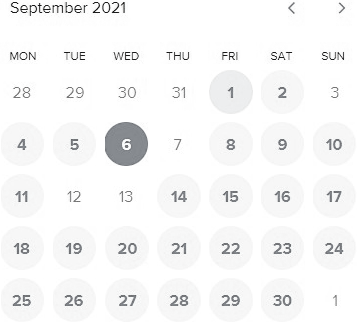 September 2021 < >
MON TUE WED THU FRI SAT SUN
28 29 30 31 1 2 3
4 5 6 7 8 9 10
11 12 13 14 15 16 17
18 19 20 21 22 23 24
25 26 27 28 29 30 1